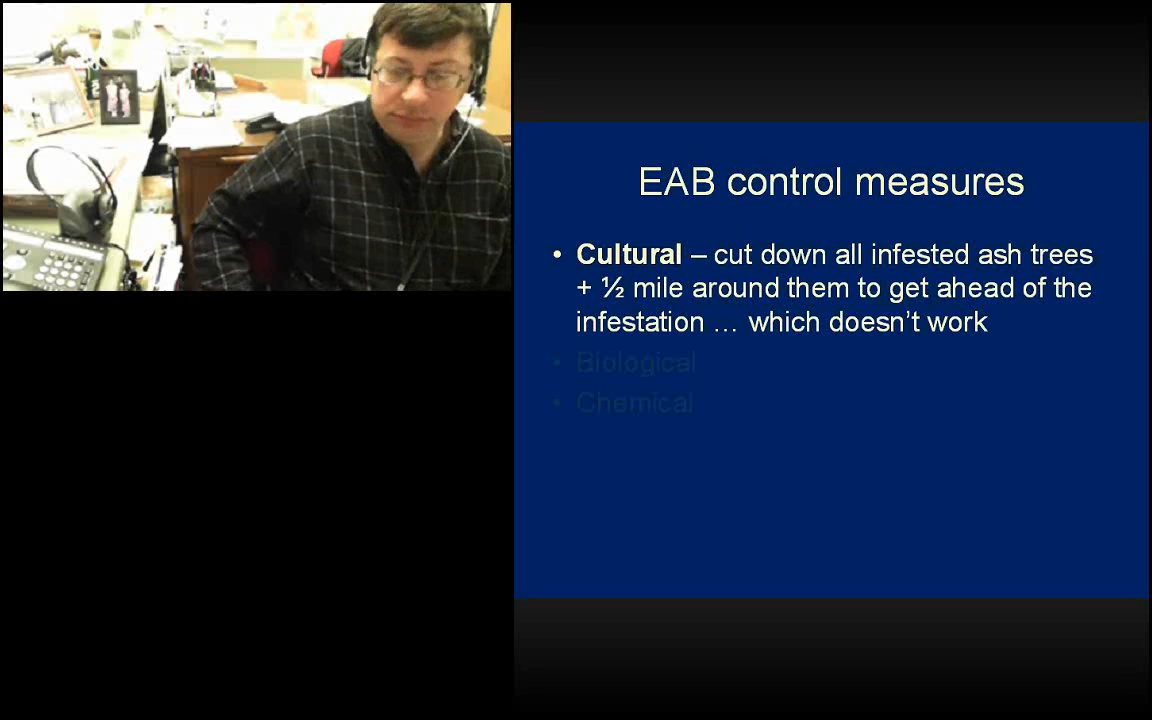 EAB control measures
• Cultural – cut down all infested ash trees
+ ½ mile around them to get ahead of the
infestation … which doesn’t work
• Biological
• Chemical